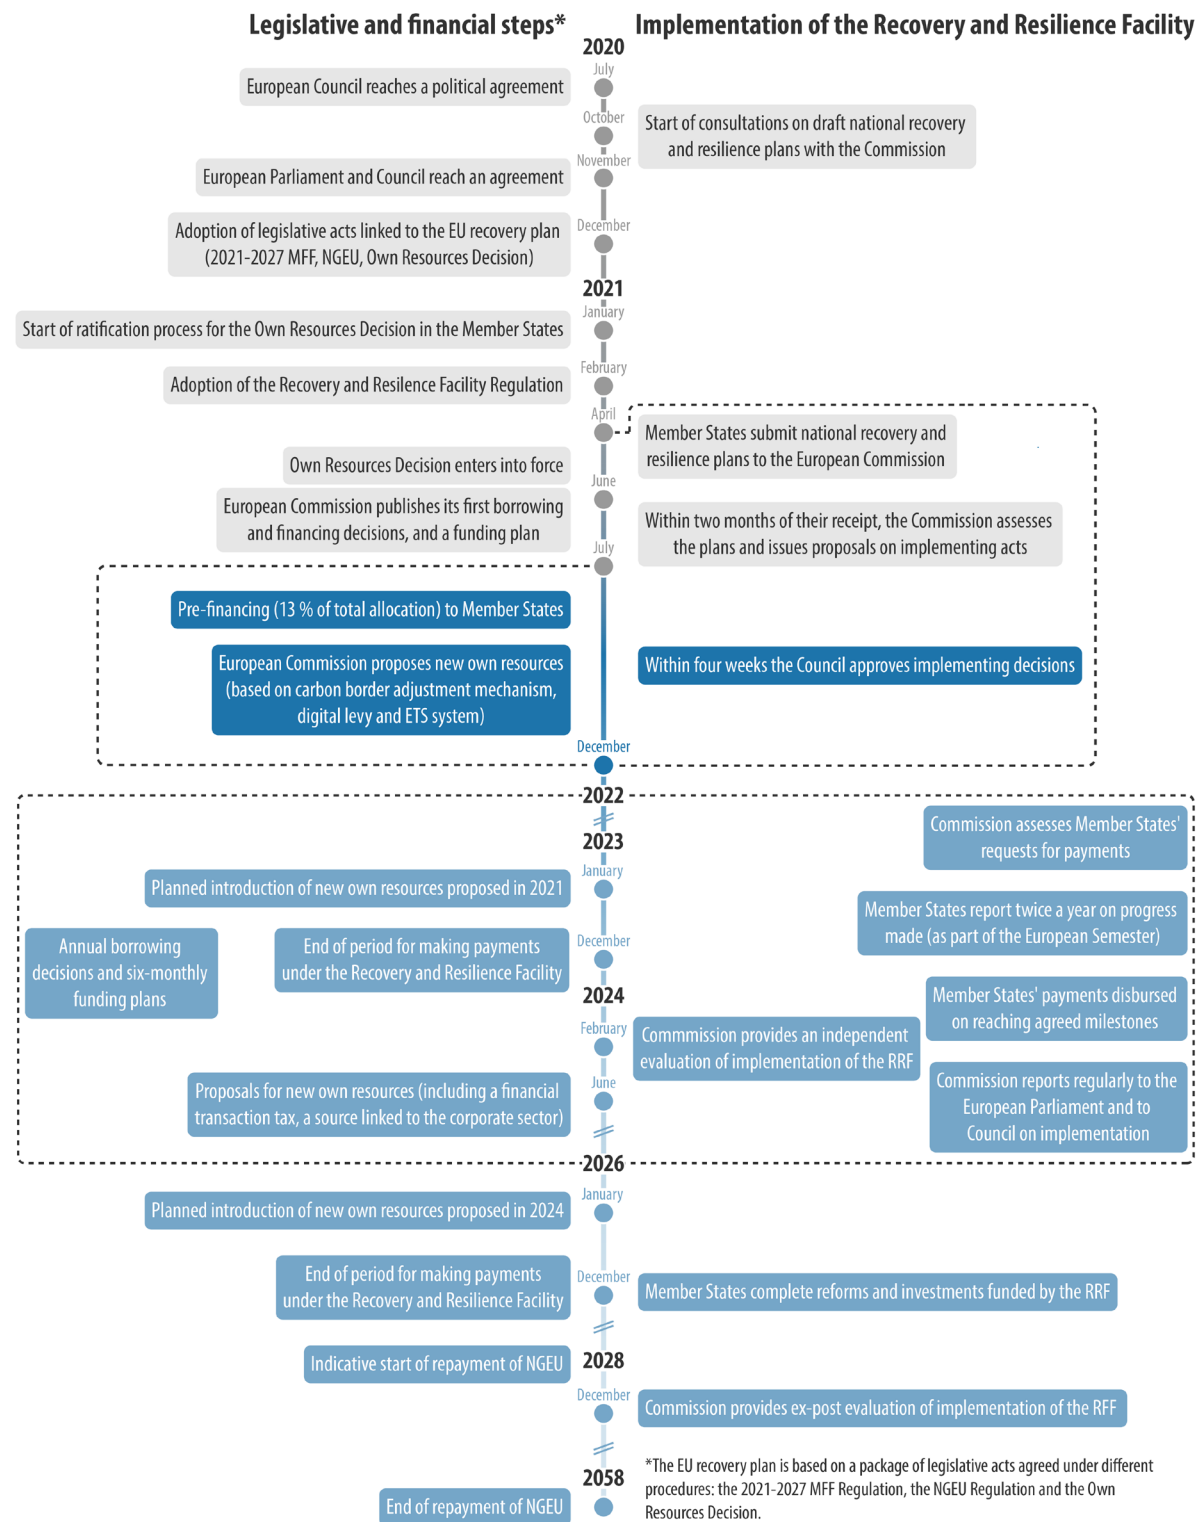 Legislative and financial steps*
Implementation of the Recovery and Resilience Facility
2020
July
European Council reaches a political agreement
October
Start of consultations on draft national recovery
and resilience plans with the Commission
November
European Parliament and Council reach an agreement
December
Adoption of legislative acts linked to the EU recovery plan
(2021-2027 MFF, NGEU, Own Resources Decision)
2021
January
Start of ratification process for the Own Resources Decision in the Member States
February
Adoption of the Recovery and Resilence Facility Regulation
April
Member States submit national recovery and
resilience plans to the European Commission
Own Resources Decision enters into force
June
European Commission publishes its first borrowing
and financing decisions, and a funding plan
Within two months of their receipt, the Commission assesses
the plans and issues proposals on implementing acts
July
Pre-financing (13 % of total allocation) to Member States
European Commission proposes new own resources
(based on carbon border adjustment mechanism,
digital levy and ETS system)
Within four weeks the Council approves implementing decisions
December
2022
Commission assesses Member States'
requests for payments
2023
January
Planned introduction of new own resources proposed in 2021
Member States report twice a year on progress
made (as part of the European Semester)
Annual borrowing
decisions and six-monthly
funding plans
End of period for making payments
under the Recovery and Resilience Facility
December
2024
Member States' payments disbursed
on reaching agreed milestones
February
Commmission provides an independent
evaluation of implementation of the RRF
June
Proposals for new own resources (including a financial
transaction tax, a source linked to the corporate sector)
Commission reports regularly to the
European Parliament and to
Council on implementation
2026
January
Planned introduction of new own resources proposed in 2024
End of period for making payments
under the Recovery and Resilience Facility
December
Member States complete reforms and investments funded by the RRF
2028
Indicative start of repayment of NGEU
December
Commission provides ex-post evaluation of implementation of the RFF
2058
End of repayment of NGEU
*The EU recovery plan is based on a package of legislative acts agreed under different
procedures: the 2021-2027 MFF Regulation, the NGEU Regulation and the Own
Resources Decision.